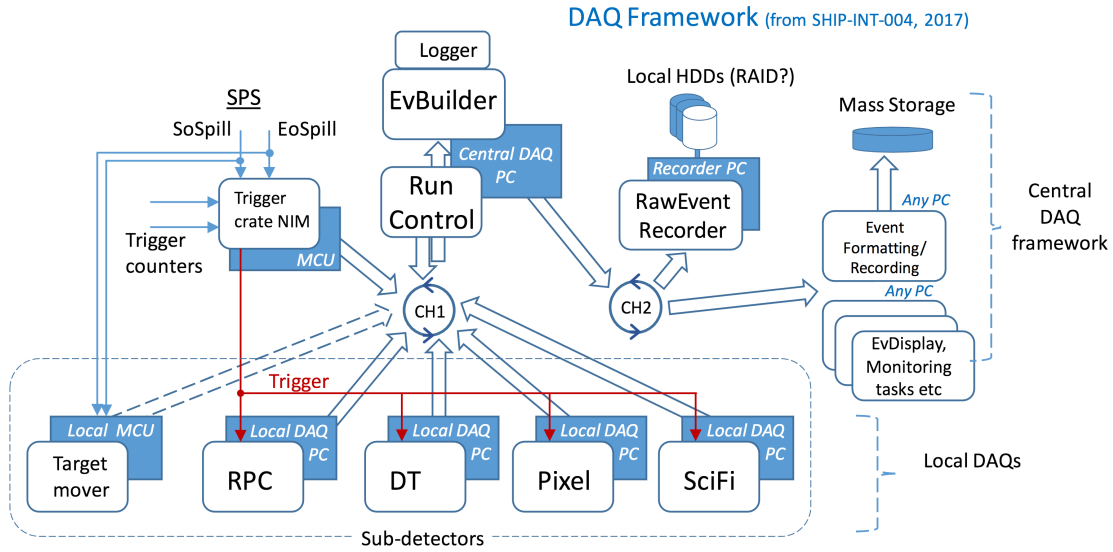 DAQ Framework (from SHIP-INT-004, 2017)
Logger
EvBuilder
Central DAQ
PC
Run
Control
SPS
SoSpill
EoSpill
Trigger
crate NIM
MCU
Trigger
counters
Local HDDs (RAID?)
Recorder PC
RawEvent
Recorder
Mass Storage
Any PC
Event
Formatting/
Recording
Any PC
EvDisplay,
Monitoring
tasks etc
Central
DAQ
framework
CH1
CH2
Trigger
Local MCU
Target
mover
Local DAQ
PC
RPC
Local DAQ
PC
DT
Local DAQ
PC
Pixel
Local DAQ
PC
SciFi
Local DAQs
Sub-detectors